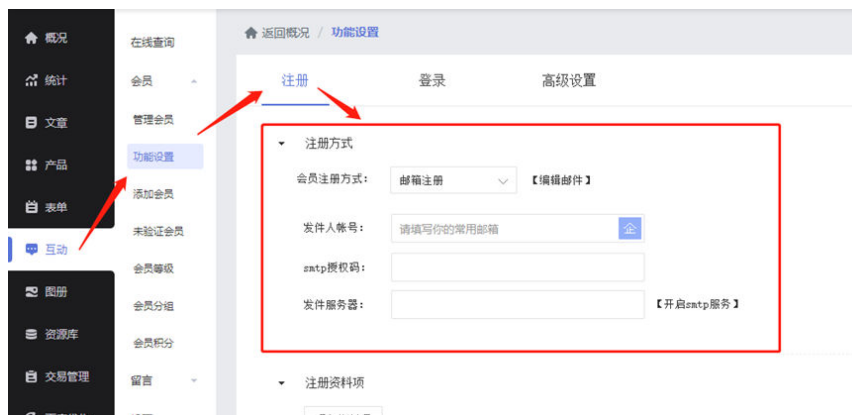 概况
统计
文章
产品
表单
互动
图册
资源库
交易管理
在线查询
会员
管理会员
功能设置
添加会员
未验证会员
会员等级
会员分组
会员积分
留言
返回概况 / 功能设置
注册 登录 高级设置
注册方式
会员注册方式： 邮箱注册 【编辑邮件】
发件人帐号： 请填写你的常用邮箱 企
smtp授权码：
发件服务器： 【开启smtp服务】
注册资料项